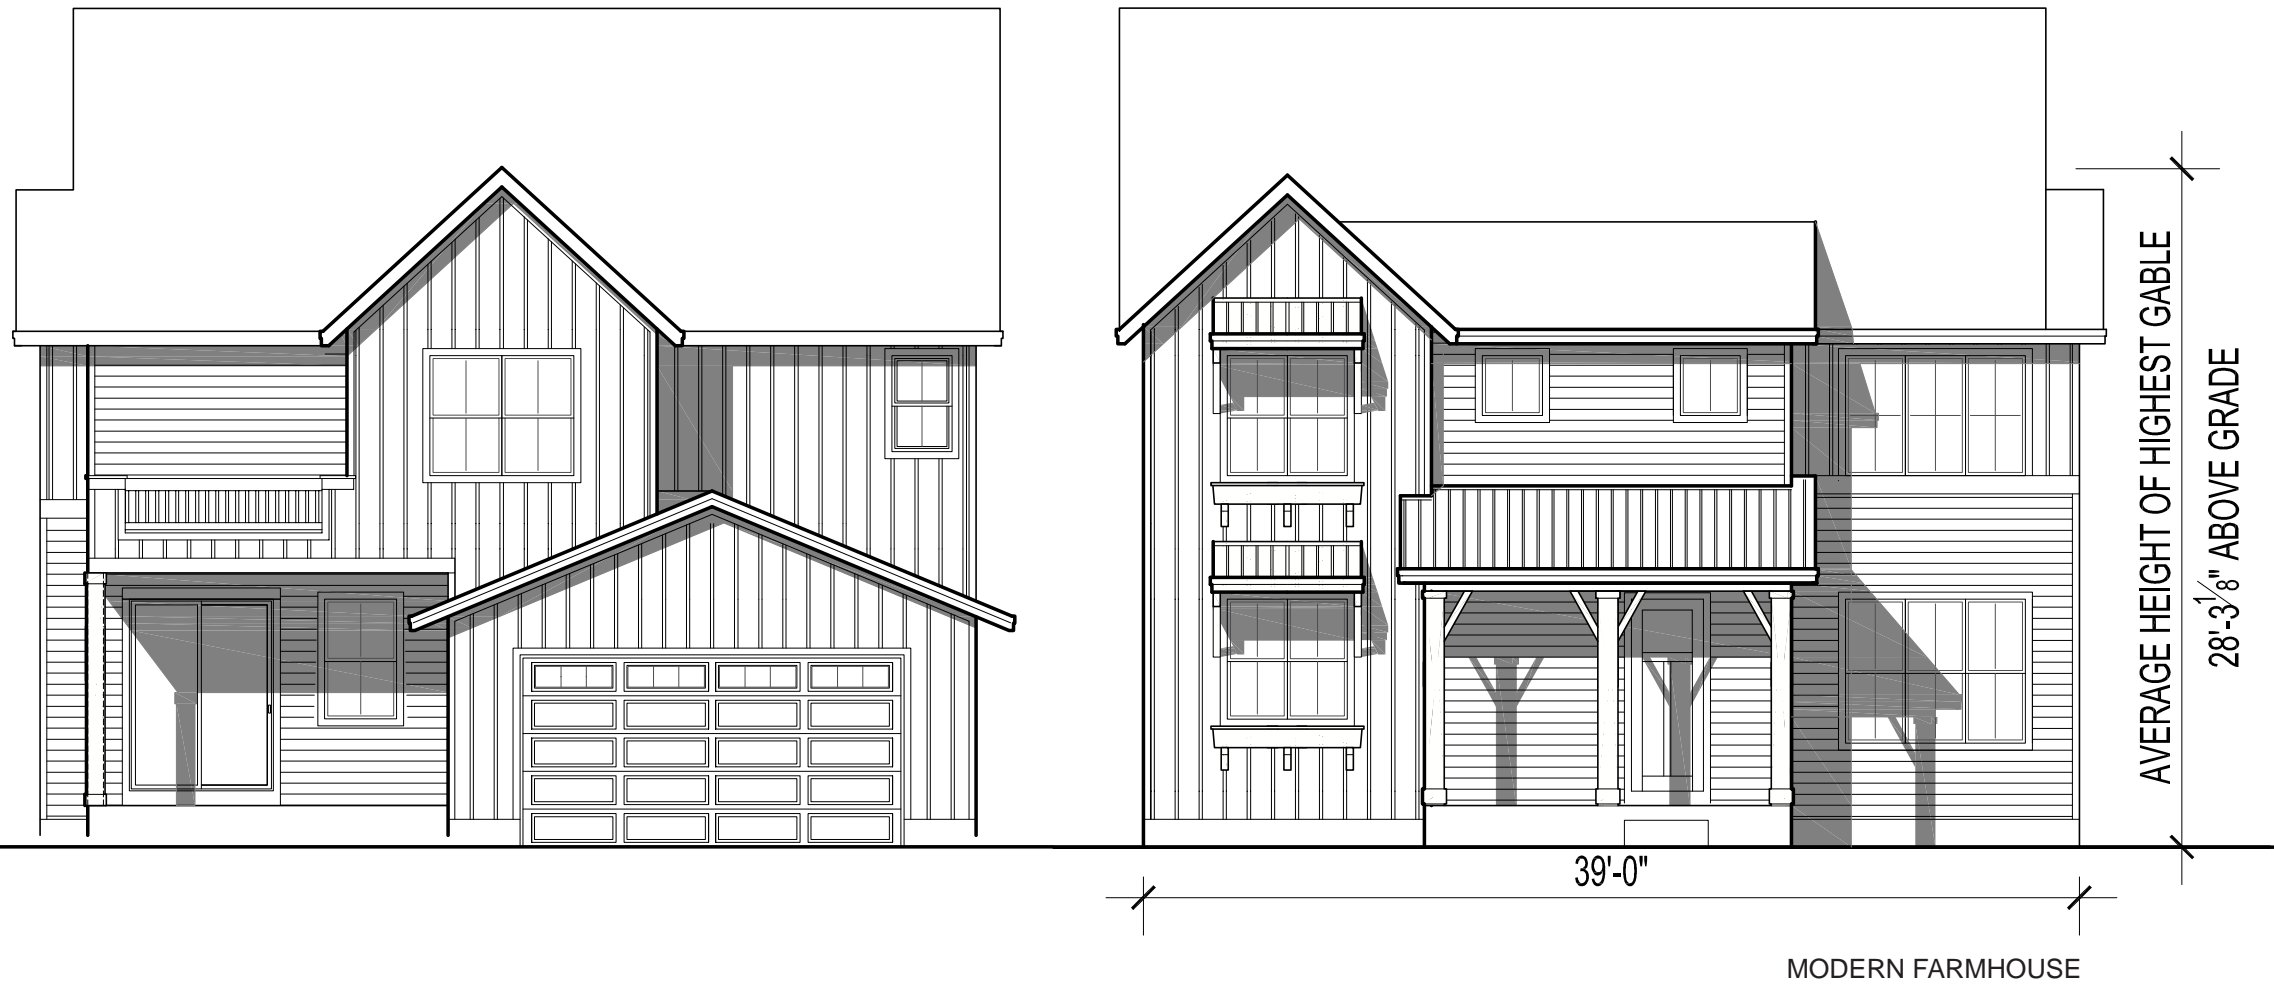 AVERAGE HEIGHT OF HIGHEST GABLE
28'-3⅛" ABOVE GRADE
39'-0"
MODERN FARMHOUSE